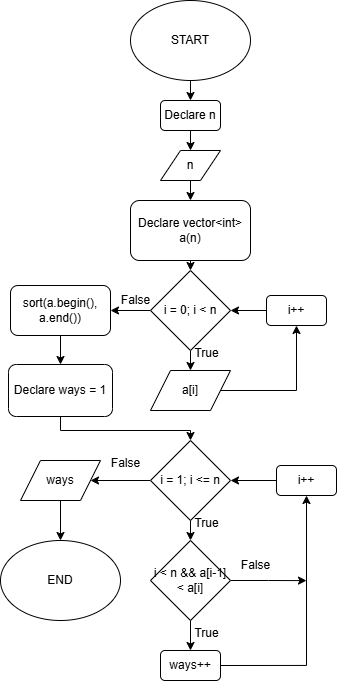 START
Declare n
n
Declare vector<int>
a(n)
i = 0; i < n
False
i++
sort(a.begin(),
a.end())
True
a[i]
Declare ways = 1
i = 1; i <= n
False
i++
ways
True
i < n && a[i-1]
< a[i]
False
END
True
ways++